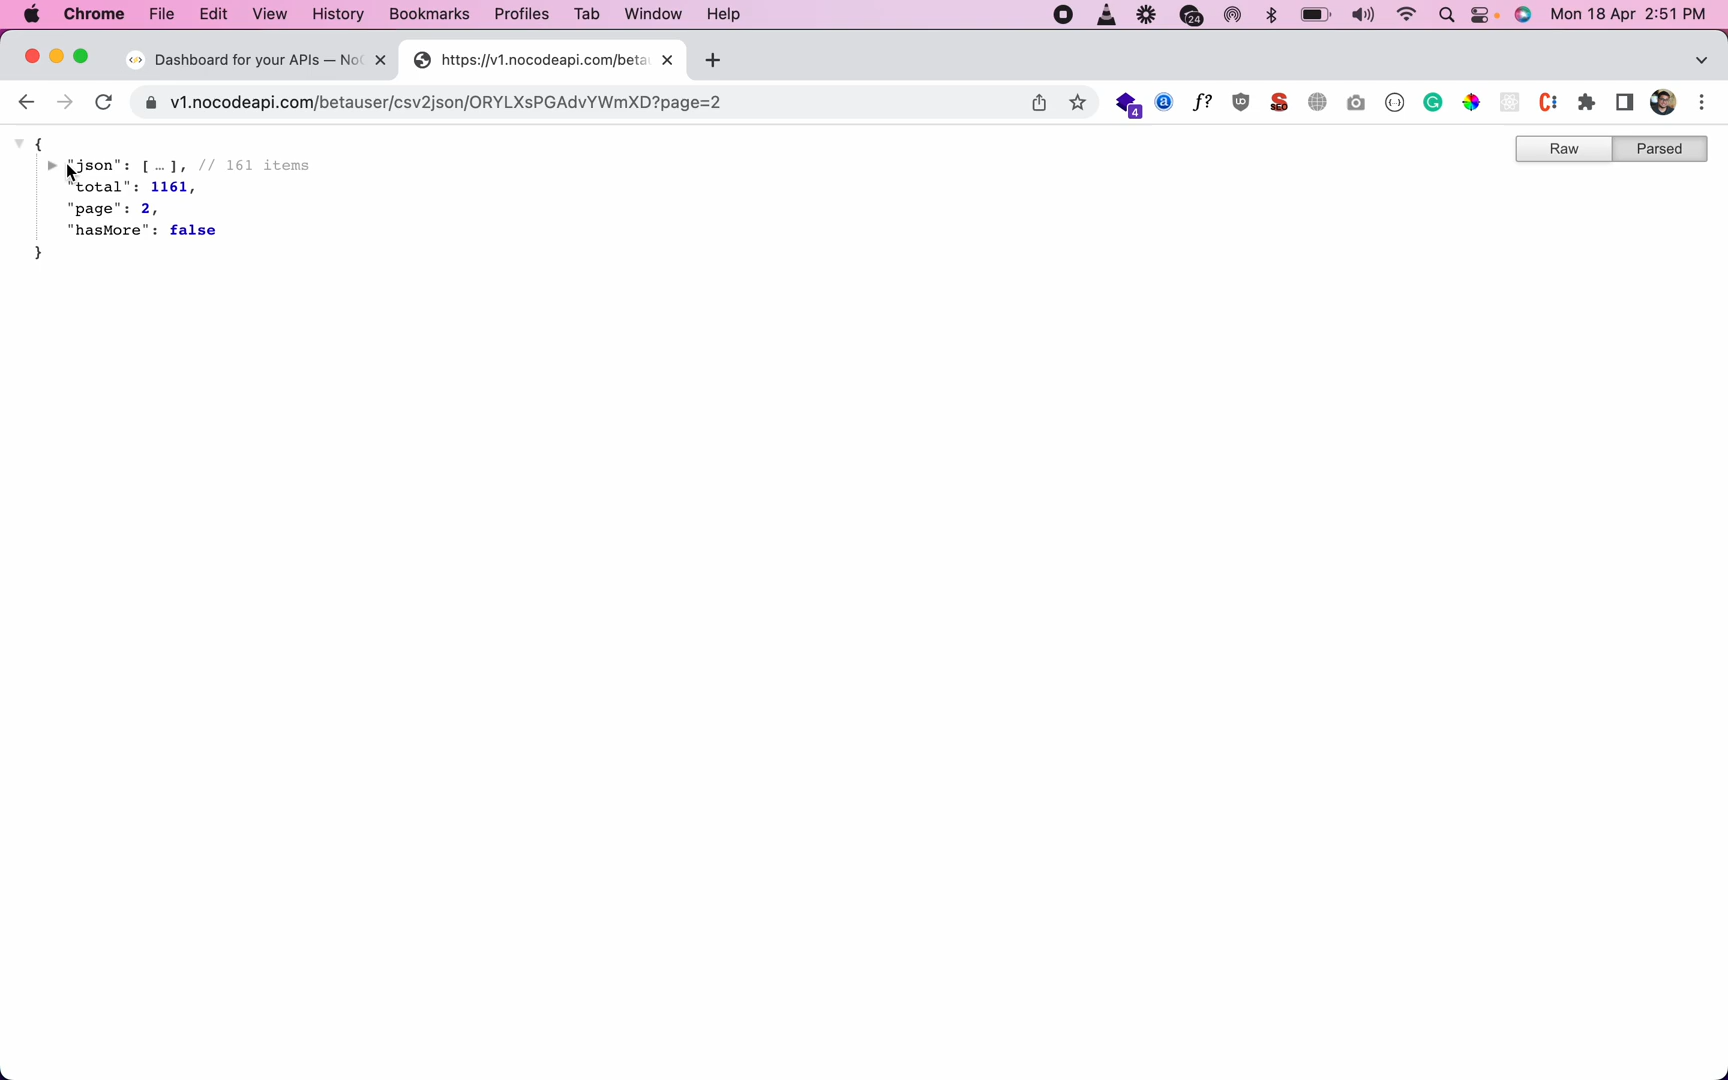 Chrome File Edit View History Bookmarks Profiles Tab Window Help 24 Mon 18 Apr 2:51 PM
Dashboard for your APIs — No https://v1.nocodeapi.com/beta
v1.nocodeapi.com/betauser/csv2json/ORYLXsPGAdvYWmXD?page=2 4
Raw Parsed
{
"json": [ … ], // 161 items
"total": 1161,
"page": 2,
"hasMore": false
}